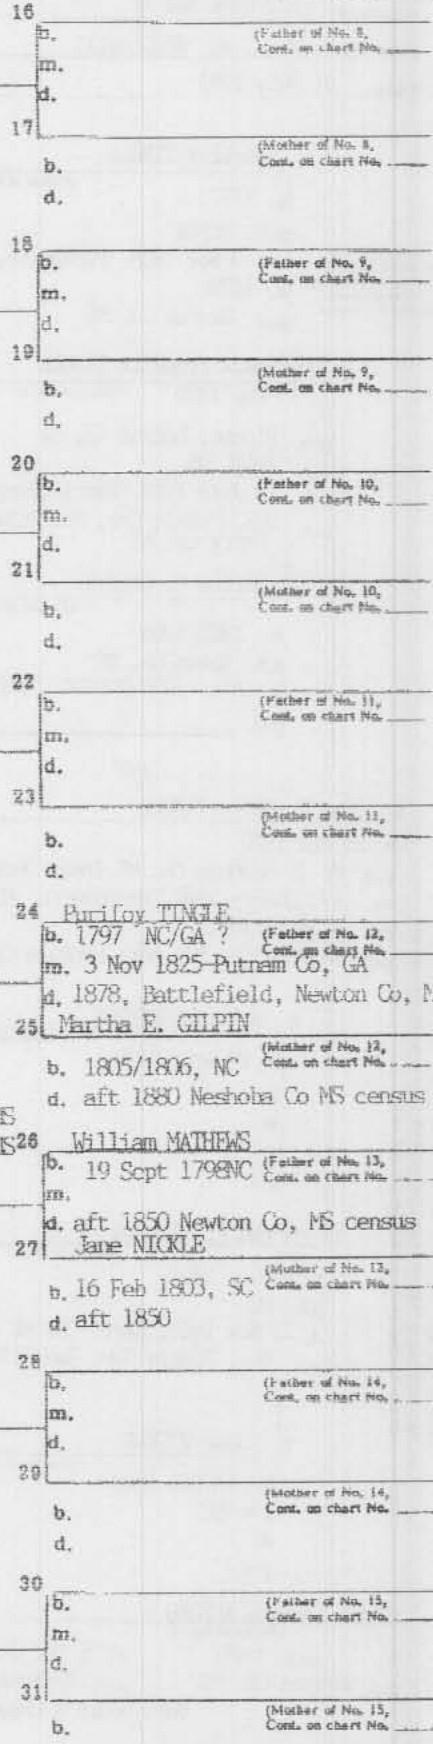 16
b. (Father of No. 8,
Cont. on chart No.
m.
d.
17
(Mother of No. 8,
b. Cont. on chart No.
d.
18
b. (Father of No. 9,
Cont. on chart No.
m.
d.
19
(Mother of No. 9,
b. Cont. on chart No.
d.
20
b. (Father of No. 10,
Cont. on chart No.
m.
d.
21
(Mother of No. 10,
b. Cont. on chart No.
d.
22
b. (Father of No. 11,
Cont. on chart No.
m.
d.
23
(Mother of No. 11,
b. Cont. on chart No.
d.
24 Purifoy TINGLE
b. 1797 NC/GA ? (Father of No. 12,
Cont. on chart No.
m. 3 Nov 1825-Putnam Co, GA
d. 1878, Battlefield, Newton Co, M
25 Martha E. GILPIN
(Mother of No. 12,
b. 1805/1806, NC Cont. on chart No.
d. aft 1880 Neshoba Co MS census
26 William MATHEWS
b. 19 Sept 1798NC (Father of No. 13,
Cont. on chart No.
m.
d. aft 1850 Newton Co, MS census
27 Jane NICKLE
(Mother of No. 13,
b. 16 Feb 1803, SC Cont. on chart No.
d. aft 1850
28
b. (Father of No. 14,
Cont. on chart No.
m.
d.
29
(Mother of No. 14,
b. Cont. on chart No.
d.
30
b. (Father of No. 15,
Cont. on chart No.
m.
d.
31
(Mother of No. 15,
b. Cont. on chart No.